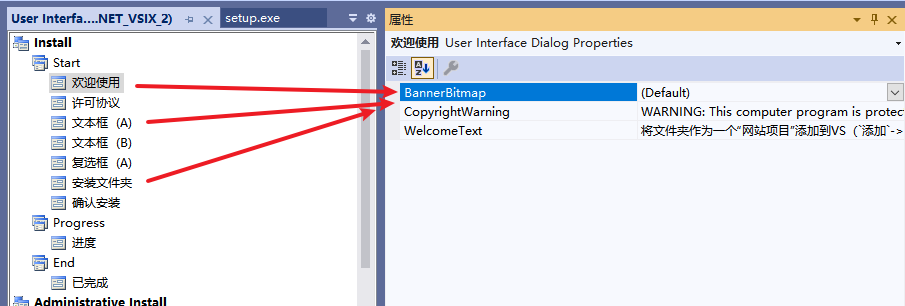 User Interfa....NET_VSIX_2)
setup.exe
Install
Start
欢迎使用
许可协议
文本框 (A)
文本框 (B)
复选框 (A)
安装文件夹
确认安装
Progress
进度
End
已完成
Administrative Install
属性
欢迎使用 User Interface Dialog Properties
BannerBitmap (Default)
CopyrightWarning WARNING: This computer program is protec
WelcomeText 将文件夹作为一个“网站项目”添加到VS（`添加`->